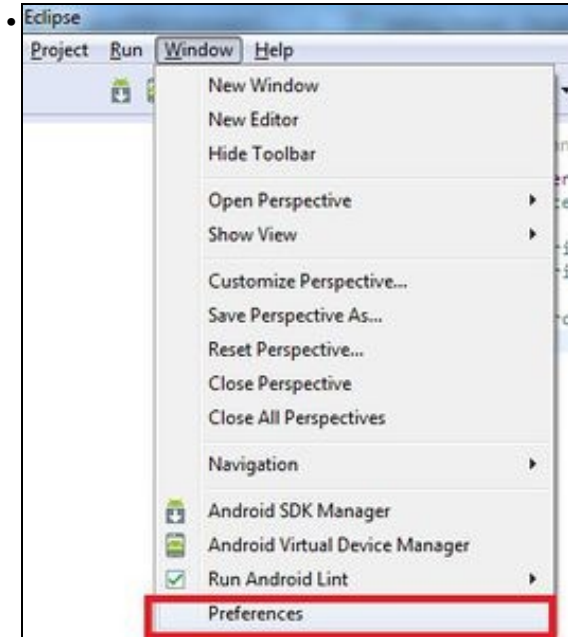 Eclipse
Project Run Window Help
New Window
New Editor
Hide Toolbar
Open Perspective
Show View
Customize Perspective...
Save Perspective As...
Reset Perspective...
Close Perspective
Close All Perspectives
Navigation
Android SDK Manager
Android Virtual Device Manager
Run Android Lint
Preferences